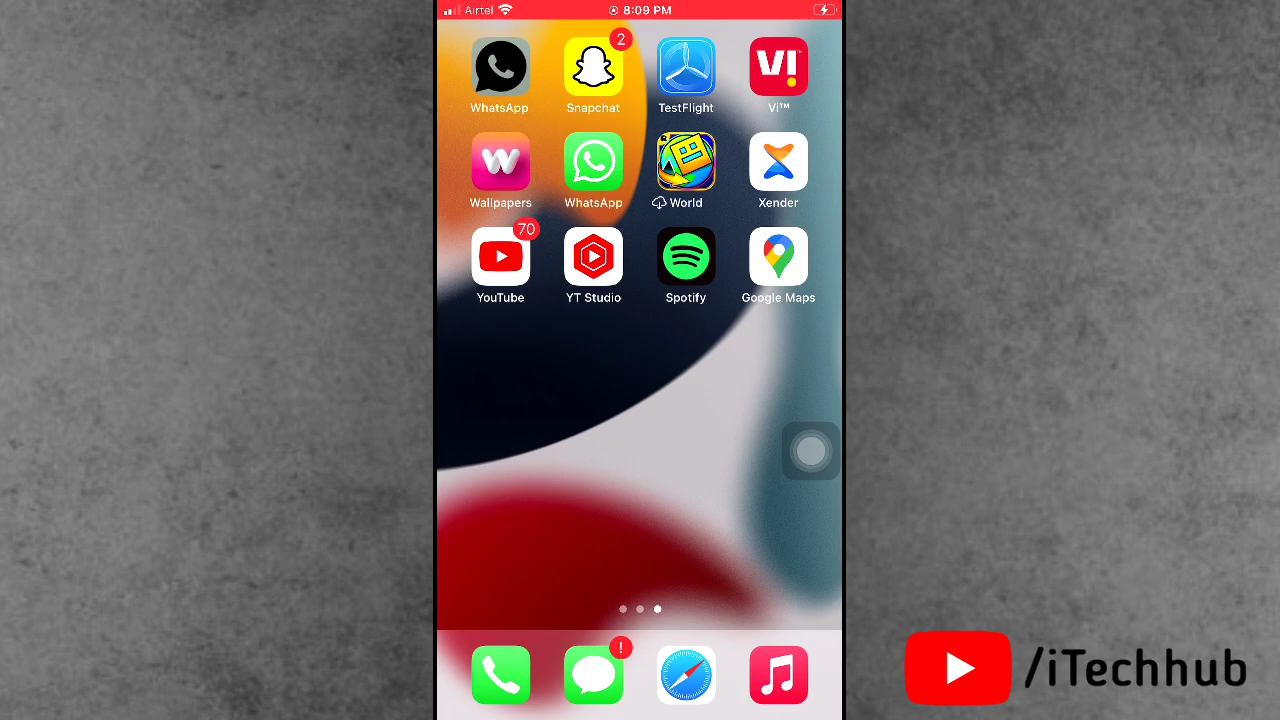 Airtel 8:09 PM
2
VI
WhatsApp Snapchat TestFlight Vi™
W
Wallpapers WhatsApp World Xender
70
YouTube YT Studio Spotify Google Maps
!
/iTechhub